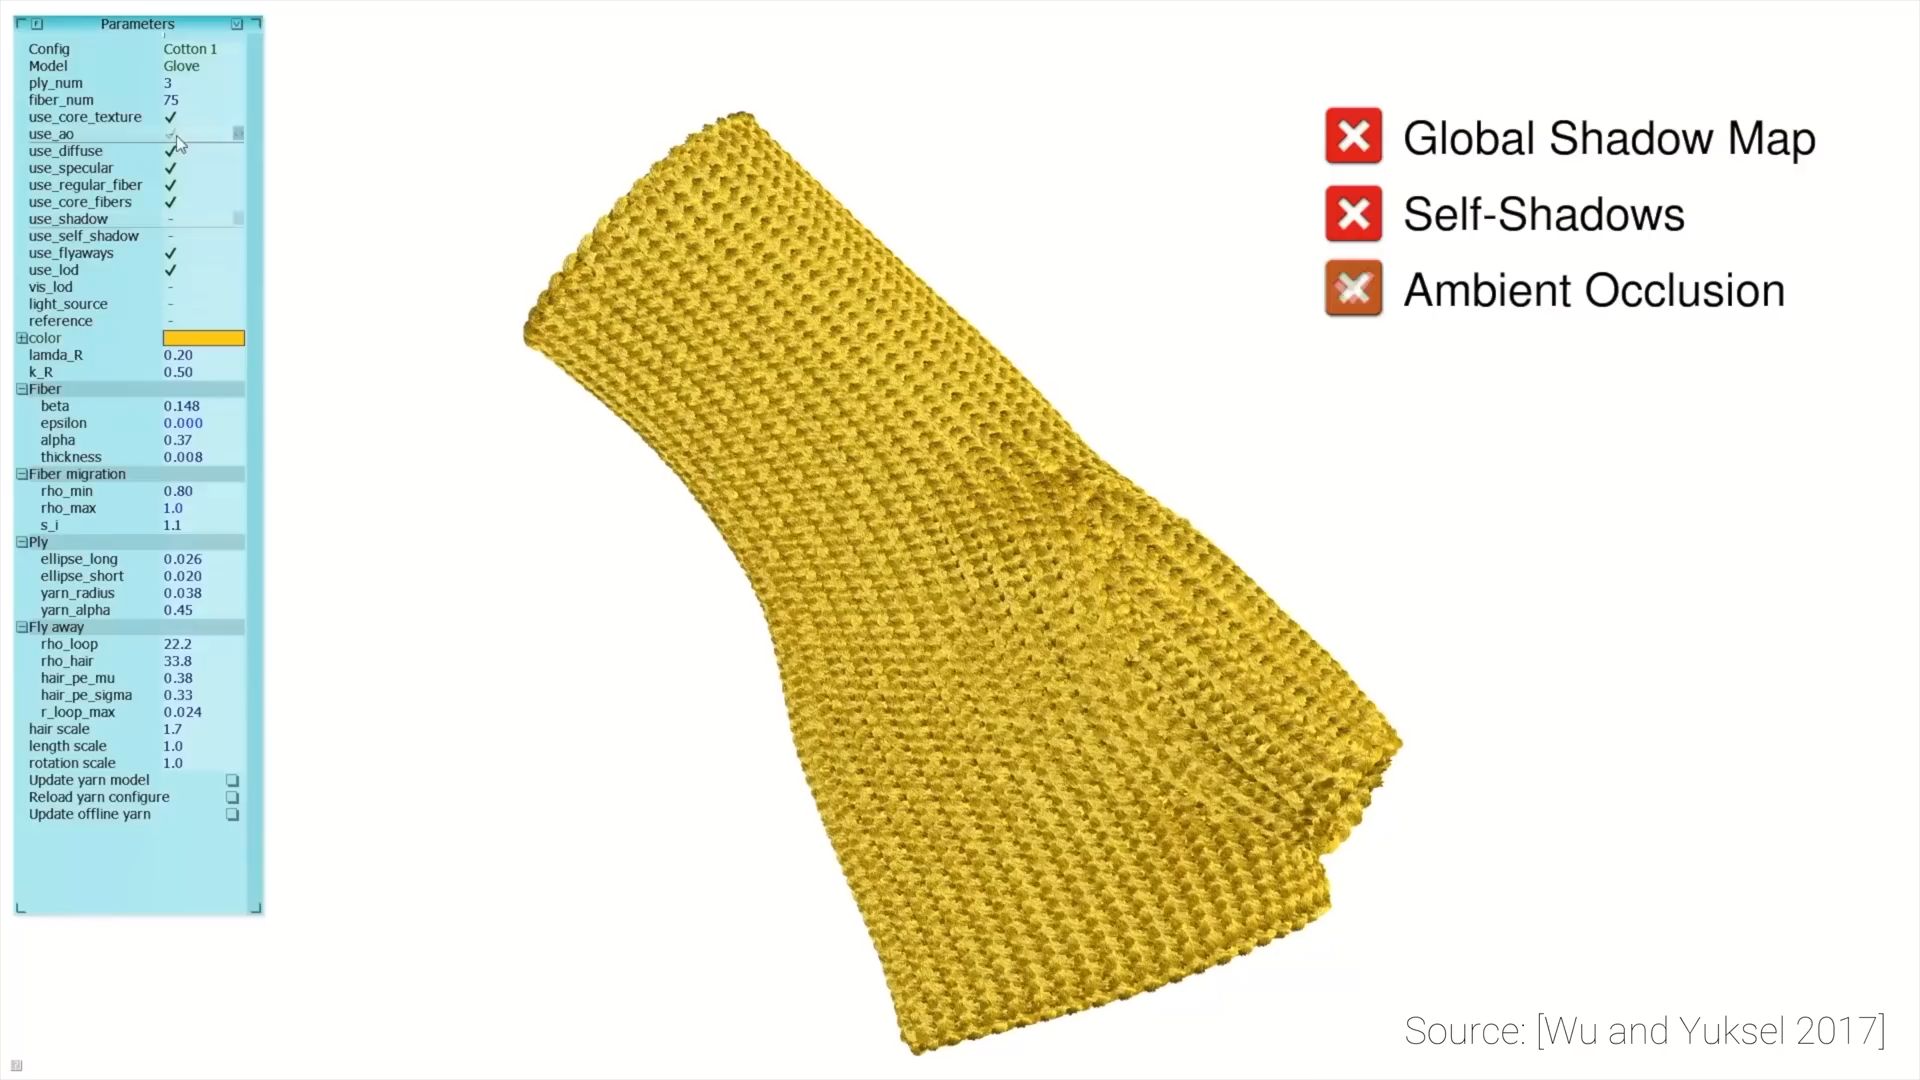 Parameters
Config Cotton 1
Model Glove
ply_num 3
fiber_num 75
use_core_texture ✓
use_ao ✓
use_diffuse ✓
use_specular ✓
use_regular_fiber ✓
use_core_fibers ✓
use_shadow -
use_self_shadow -
use_flyaways ✓
use_lod ✓
vis_lod -
light_source -
reference -
color
lamda_R 0.20
k_R 0.50
Fiber
beta 0.148
epsilon 0.000
alpha 0.37
thickness 0.008
Fiber migration
rho_min 0.80
rho_max 1.0
s_i 1.1
Ply
ellipse_long 0.026
ellipse_short 0.020
yarn_radius 0.038
yarn_alpha 0.45
Fly away
rho_loop 22.2
rho_hair 33.8
hair_pe_mu 0.38
hair_pe_sigma 0.33
r_loop_max 0.024
hair scale 1.7
length scale 1.0
rotation scale 1.0
Update yarn model
Reload yarn configure
Update offline yarn
Global Shadow Map
Self-Shadows
Ambient Occlusion
Source: [Wu and Yuksel 2017]